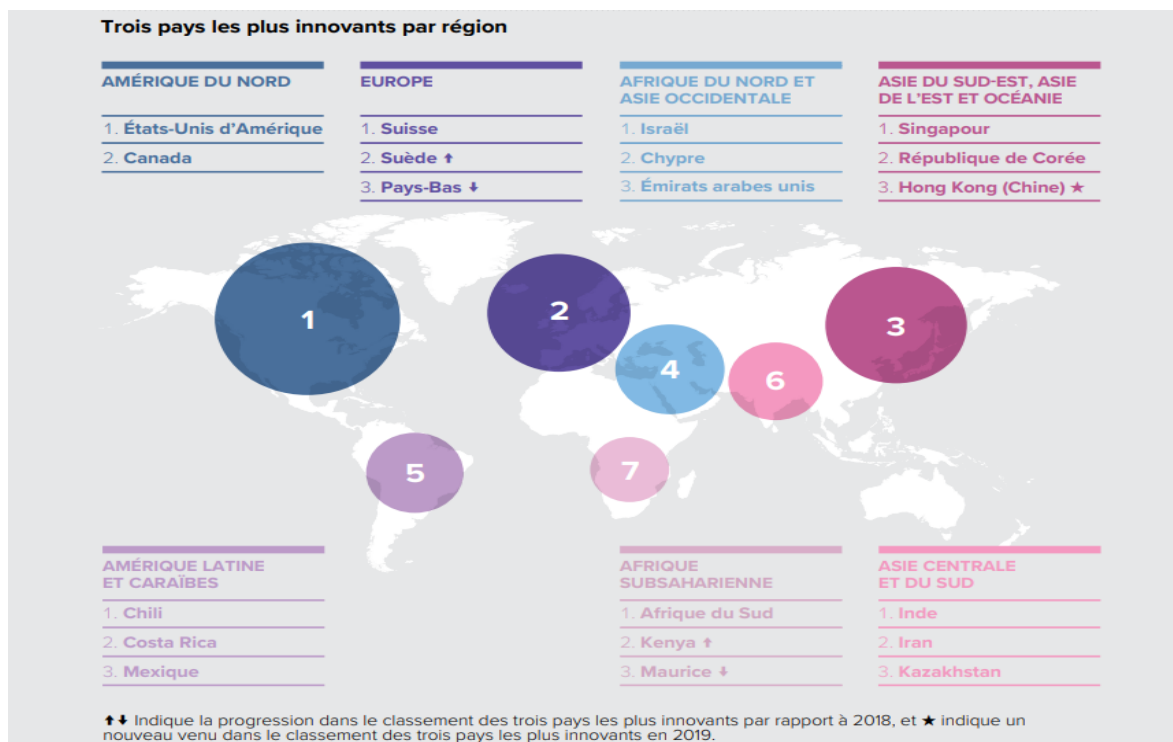 Trois pays les plus innovants par région
AMÉRIQUE DU NORD
1. États-Unis d'Amérique
2. Canada
EUROPE
1. Suisse
2. Suède ⬆
3. Pays-Bas ⬇
AFRIQUE DU NORD ET
ASIE OCCIDENTALE
1. Israël
2. Chypre
3. Émirats arabes unis
ASIE DU SUD-EST, ASIE
DE L'EST ET OCÉANIE
1. Singapour
2. République de Corée
3. Hong Kong (Chine) ★
1
2
3
4
6
5
7
AMÉRIQUE LATINE
ET CARAÏBES
1. Chili
2. Costa Rica
3. Mexique
AFRIQUE
SUBSAHARIENNE
1. Afrique du Sud
2. Kenya ⬆
3. Maurice ⬇
ASIE CENTRALE
ET DU SUD
1. Inde
2. Iran
3. Kazakhstan
⬆⬇ Indique la progression dans le classement des trois pays les plus innovants par rapport à 2018, et ★ indique un
nouveau venu dans le classement des trois pays les plus innovants en 2019.